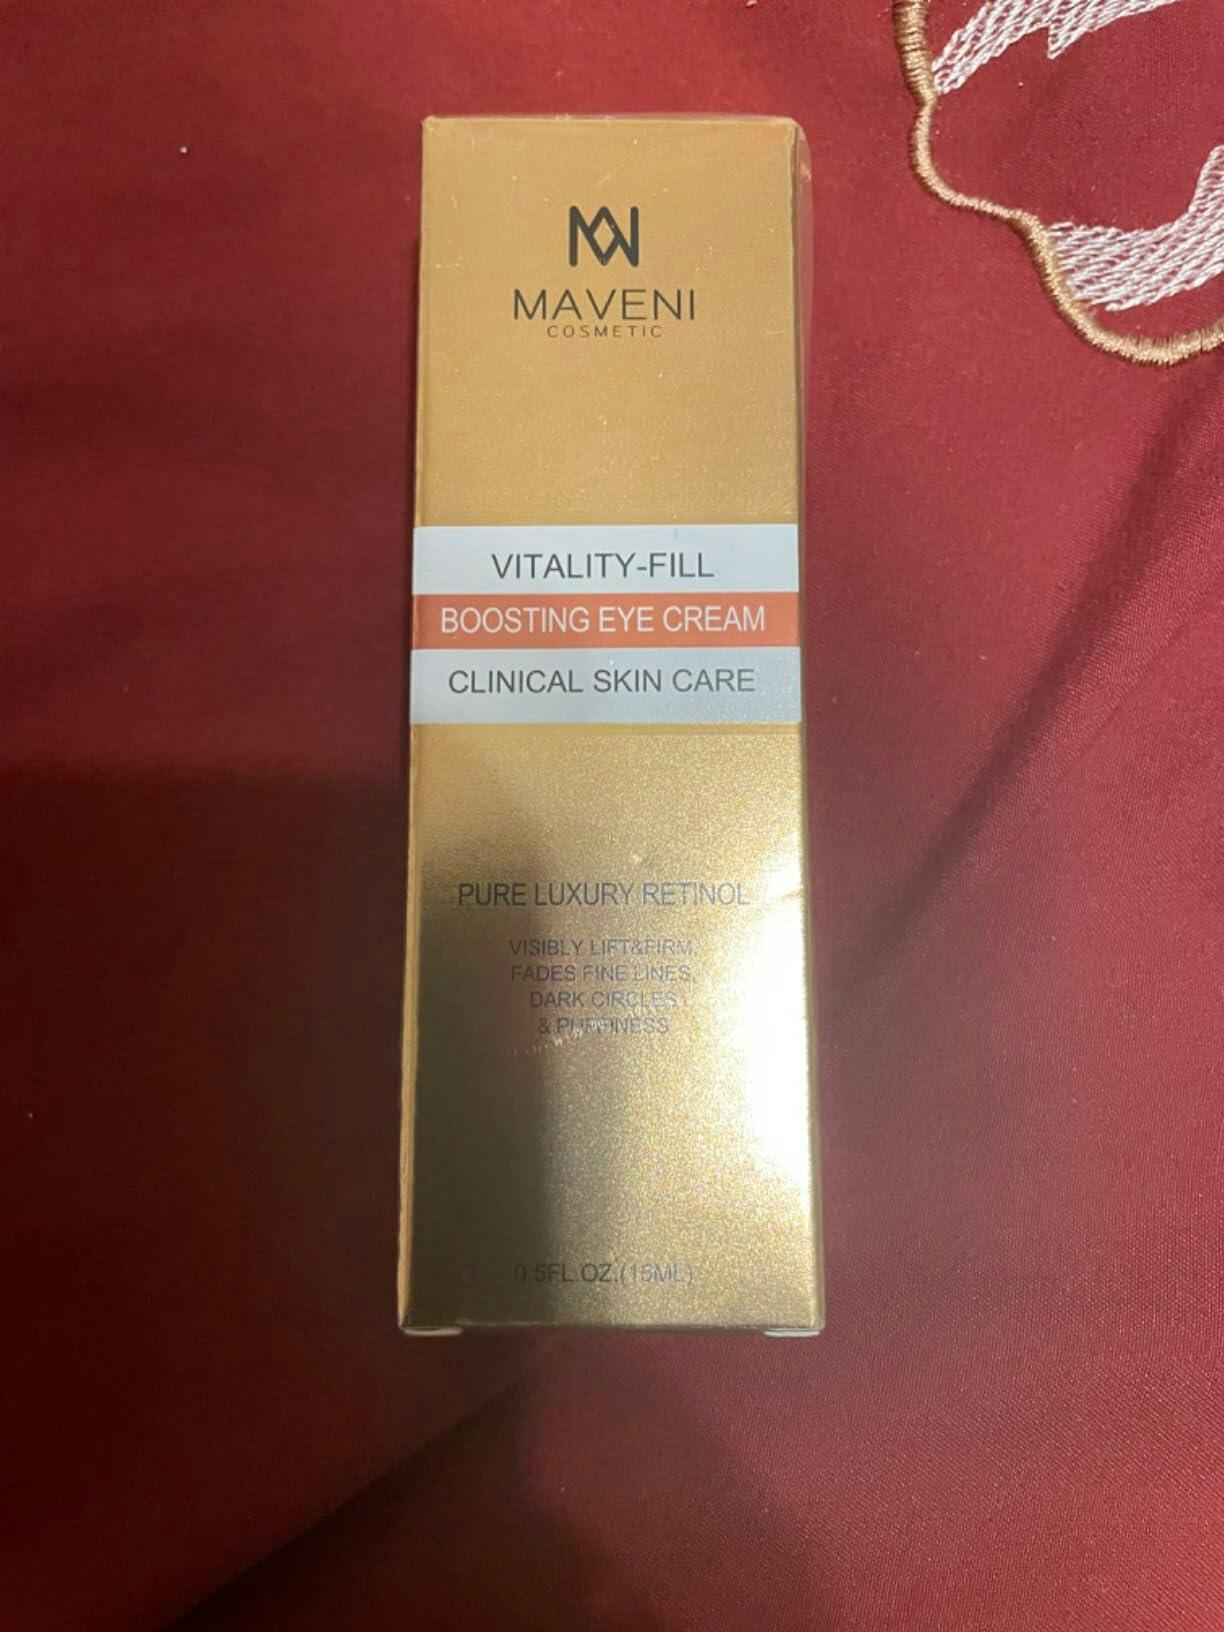 MAVENI
COSMETIC
VITALITY-FILL
BOOSTING EYE CREAM
CLINICAL SKIN CARE
PURE LUXURY RETINOL
VISIBLY LIFT&FIRM,
FADES FINE LINES,
DARK CIRCLES
& PUFFINESS
0.5FL.OZ.(15ML)